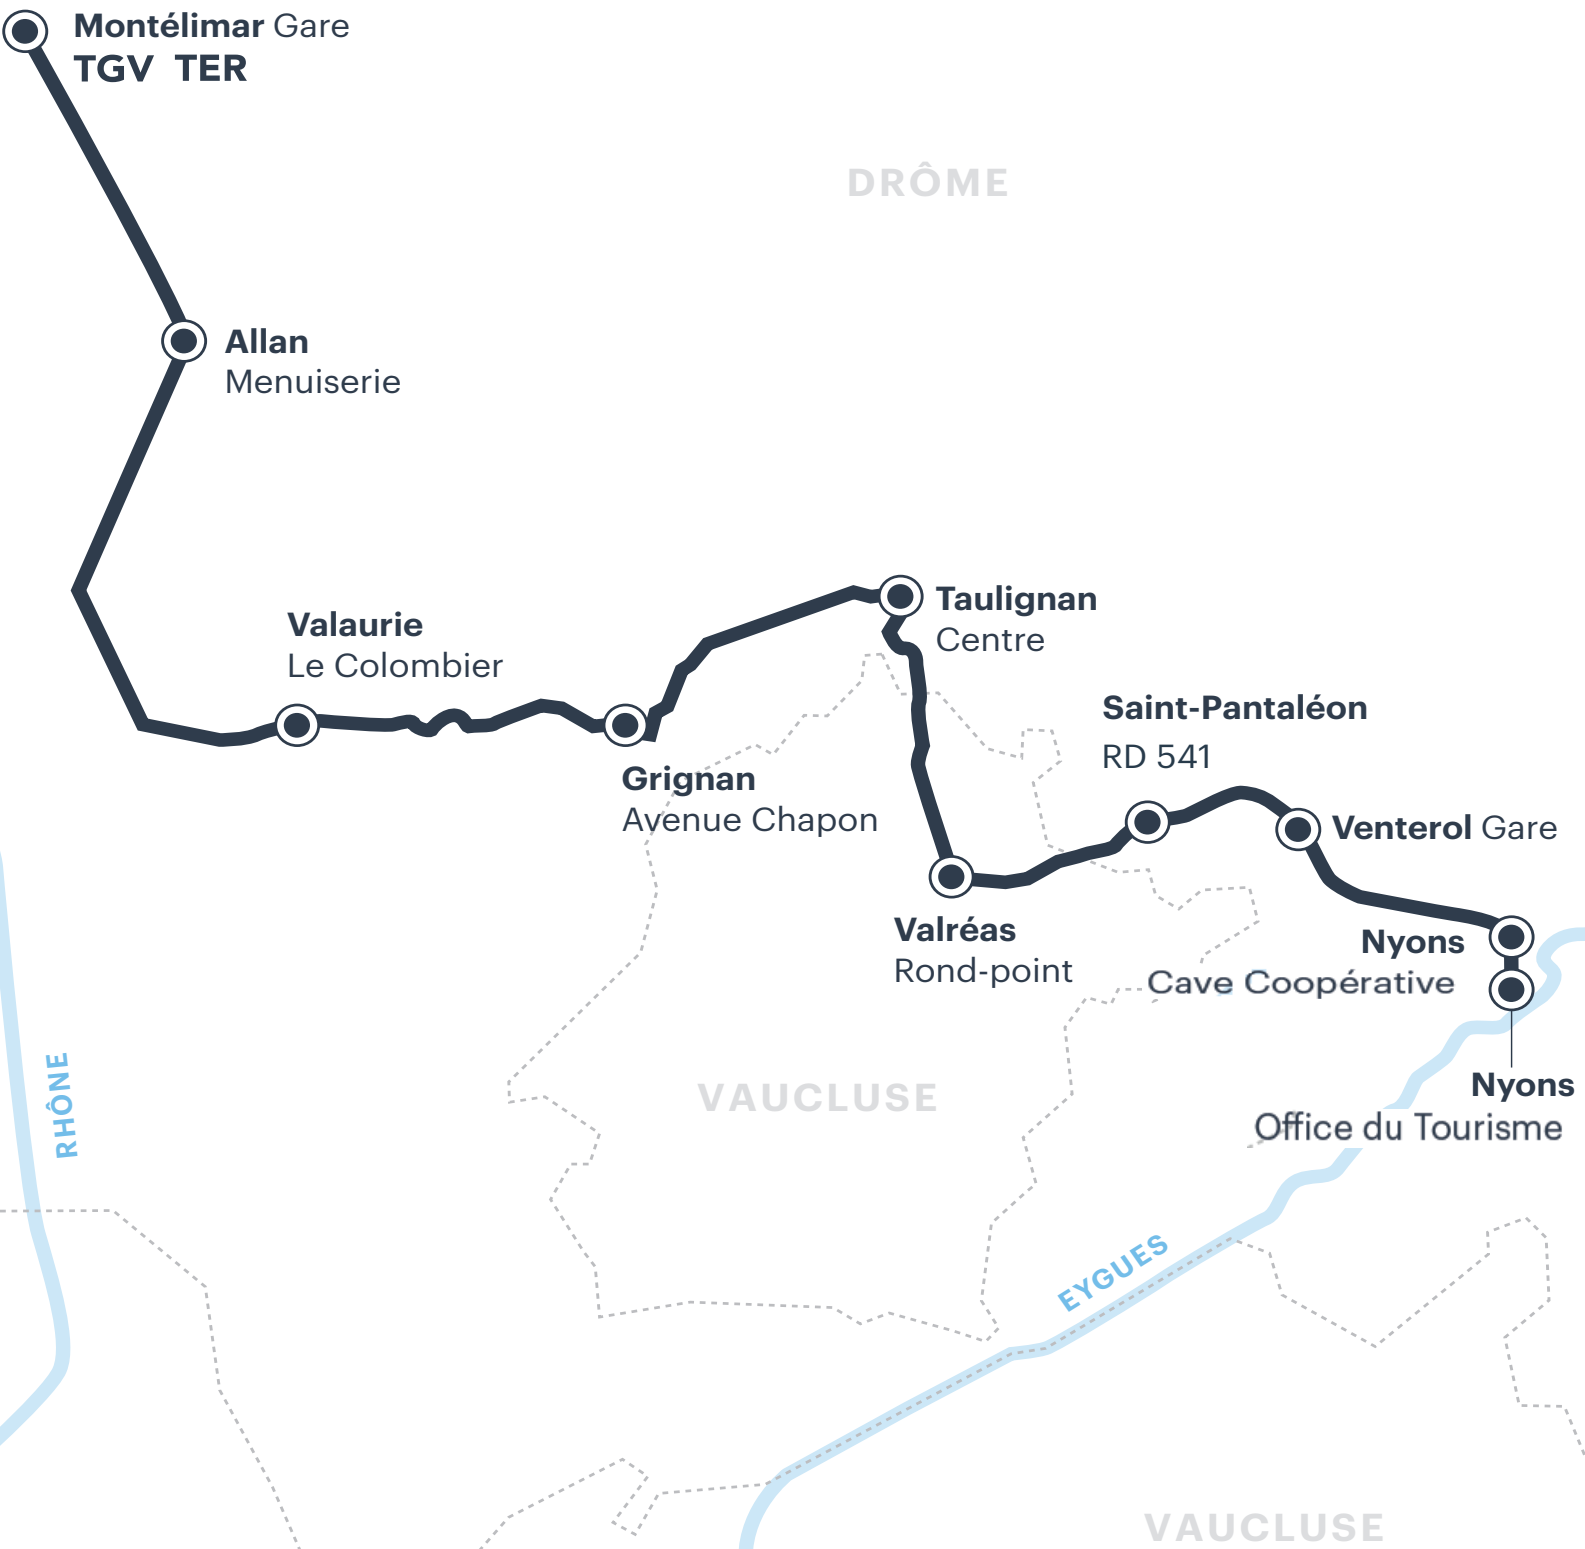 Montélimar Gare
TGV TER
DRÔME
Allan
Menuiserie
Valaurie
Le Colombier
Taulignan
Centre
Grignan
Avenue Chapon
Saint-Pantaléon
RD 541
Venterol Gare
Valréas
Rond-point
Nyons
Cave Coopérative
Nyons
Office du Tourisme
RHÔNE
VAUCLUSE
EYGUES
VAUCLUSE